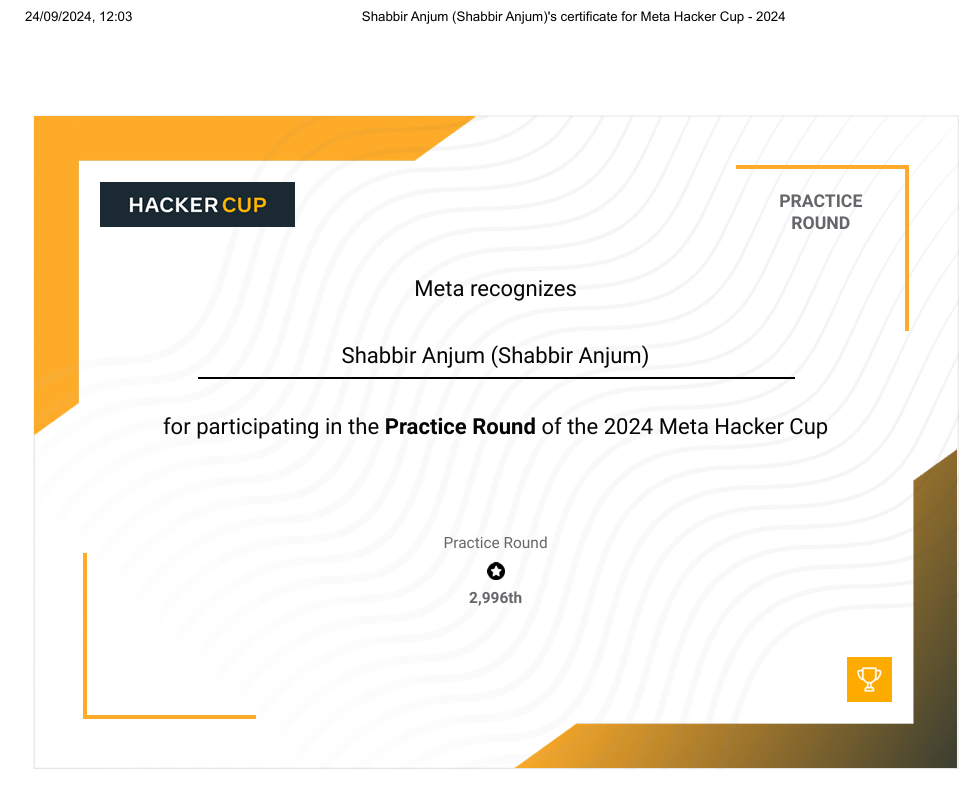 24/09/2024, 12:03 Shabbir Anjum (Shabbir Anjum)'s certificate for Meta Hacker Cup - 2024
HACKER CUP
PRACTICE
ROUND
Meta recognizes
Shabbir Anjum (Shabbir Anjum)
for participating in the Practice Round of the 2024 Meta Hacker Cup
Practice Round
2,996th